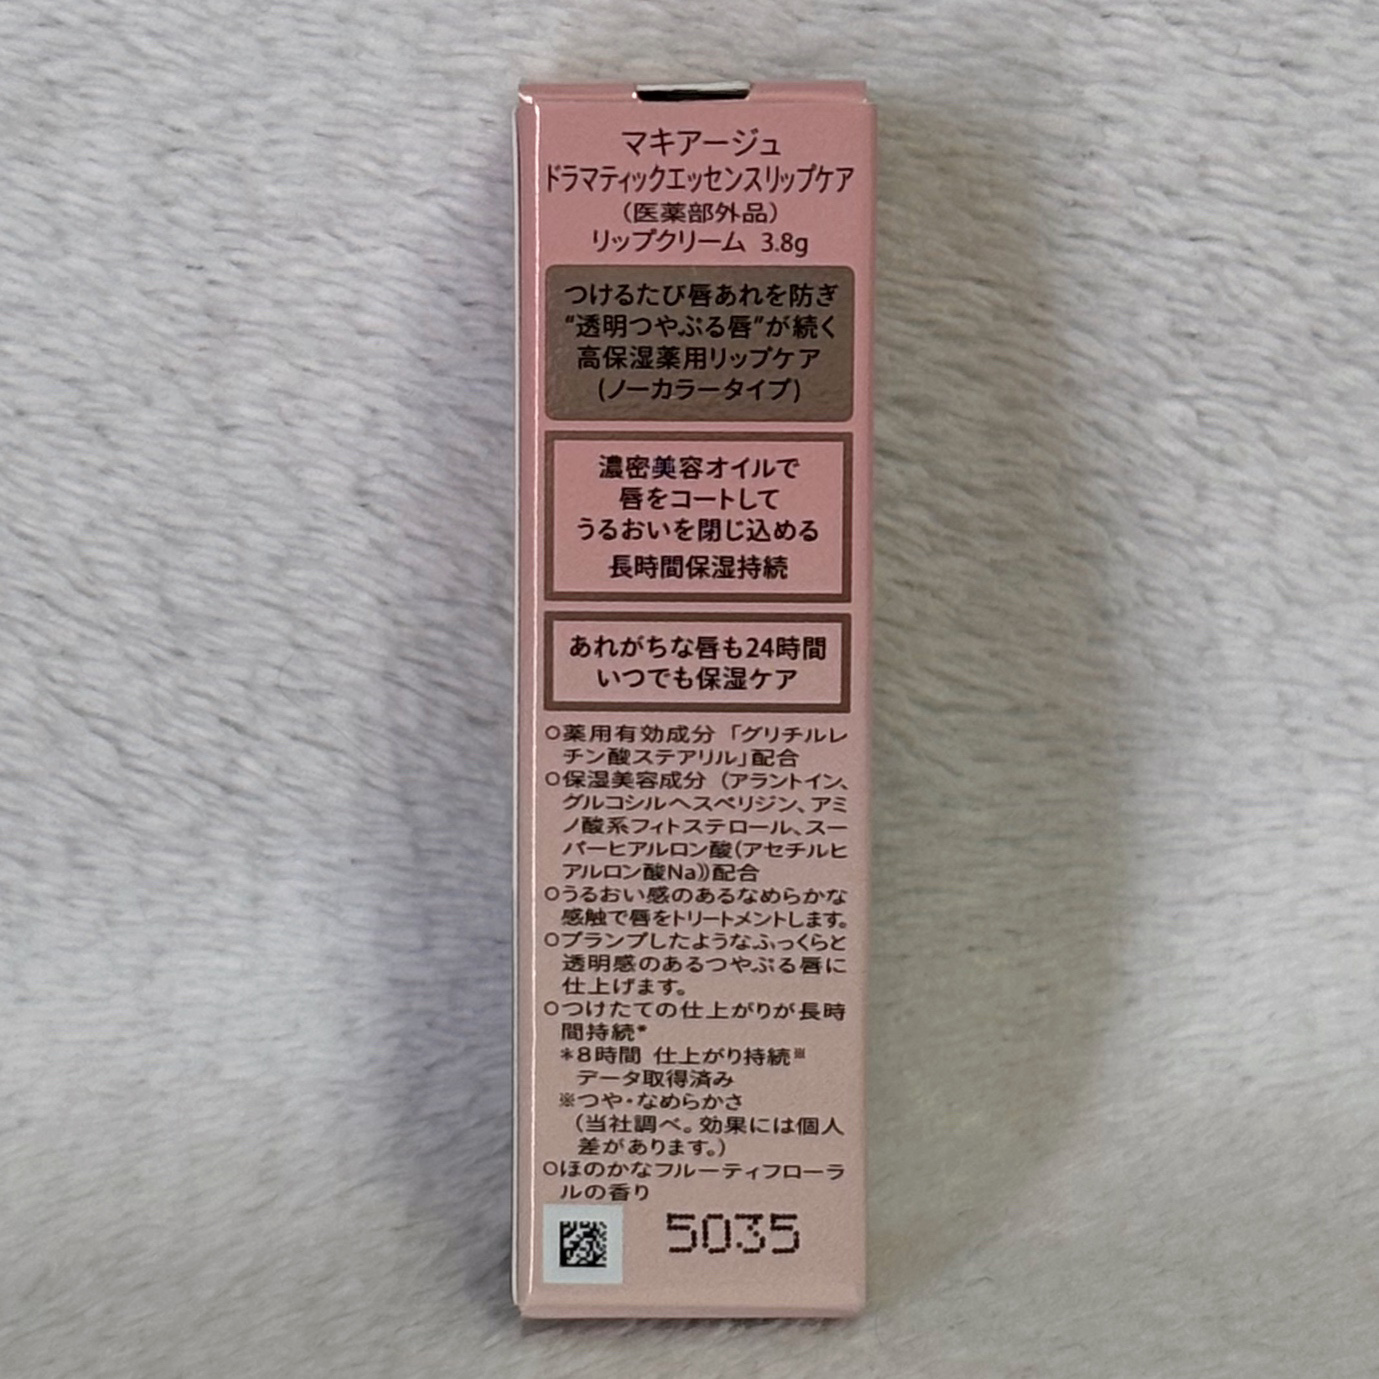 マキアージュ
ドラマティックエッセンスリップケア
（医薬部外品）
リップクリーム 3.8g
つけるたび唇あれを防ぎ
“透明つやぷる唇”が続く
高保湿薬用リップケア
(ノーカラータイプ)
濃密美容オイルで
唇をコートして
うるおいを閉じ込める
長時間保湿持続
あれがちな唇も24時間
いつでも保湿ケア
○薬用有効成分「グリチルレ
チン酸ステアリル」配合
○保湿美容成分（アラントイン、
グルコシルヘスペリジン、アミ
ノ酸系フィトステロール、スー
パーヒアルロン酸(アセチルヒ
アルロン酸Na))配合
○うるおい感のあるなめらかな
感触で唇をトリートメントします。
○プランプしたようなふっくらと
透明感のあるつやぷる唇に
仕上げます。
○つけたての仕上がりが長時
間持続*
*8時間 仕上がり持続※
データ取得済み
※つや・なめらかさ
（当社調べ。効果には個人
差があります。）
○ほのかなフルーティフローラ
ルの香り
5035